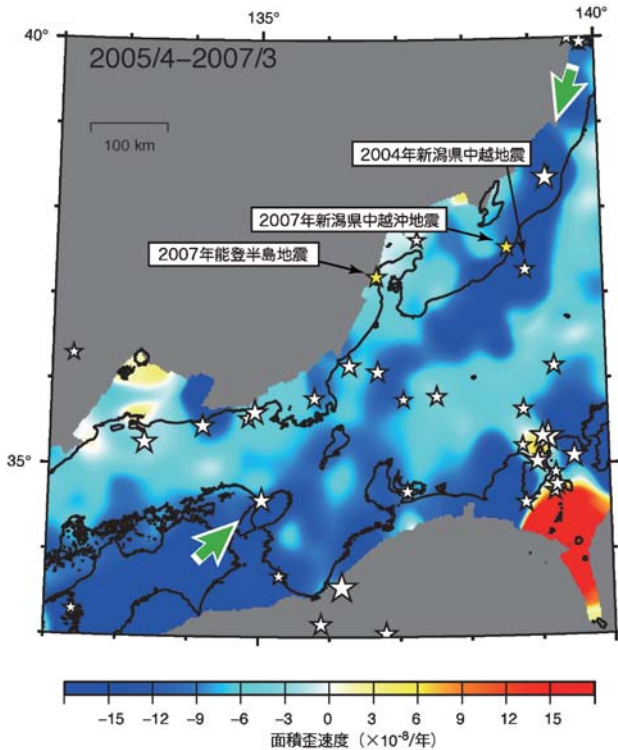 135°
140°
40°
2005/4–2007/3
100 km
2004年新潟県中越地震
2007年新潟県中越沖地震
2007年能登半島地震
35°
−15 −12 −9 −6 −3 0 3 6 9 12 15
面積歪速度（×10⁻⁸/年）